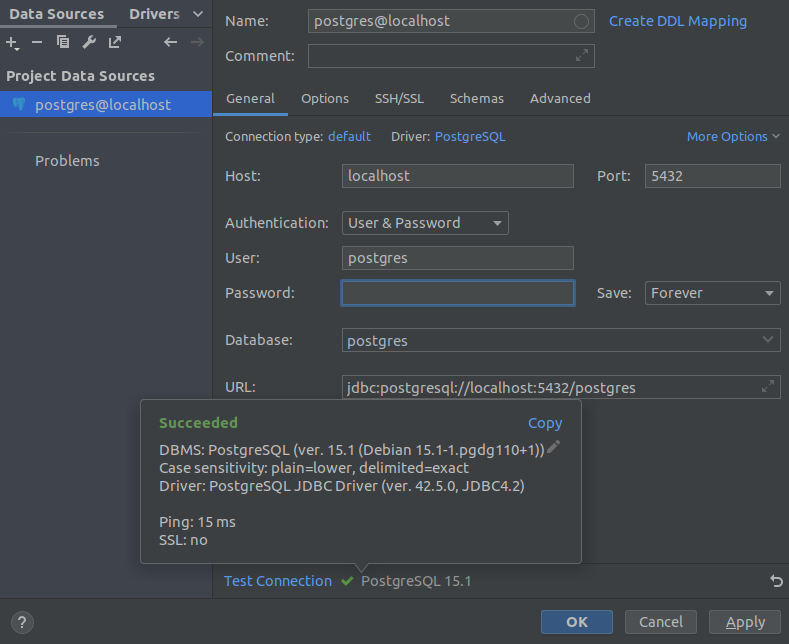 Data Sources
Drivers
Name: postgres@localhost
Create DDL Mapping
Comment:
Project Data Sources
postgres@localhost
Problems
General
Options
SSH/SSL
Schemas
Advanced
Connection type: default
Driver: PostgreSQL
More Options
Host: localhost
Port: 5432
Authentication: User & Password
User: postgres
Password:
Save: Forever
Database: postgres
URL: jdbc:postgresql://localhost:5432/postgres
Succeeded
Copy
DBMS: PostgreSQL (ver. 15.1 (Debian 15.1-1.pgdg110+1))
Case sensitivity: plain=lower, delimited=exact
Driver: PostgreSQL JDBC Driver (ver. 42.5.0, JDBC4.2)
Ping: 15 ms
SSL: no
Test Connection
PostgreSQL 15.1
?
OK
Cancel
Apply